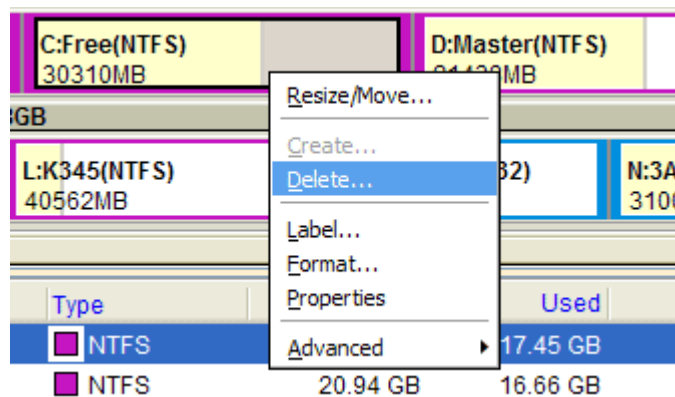 C:Free(NTFS)
D:Master(NTFS)
30310MB
MB
Resize/Move...
GB
Create...
L:K345(NTFS)
Delete...
32)
N:3A
40562MB
310
Label...
Format...
Type
Properties
Used
NTFS
Advanced
17.45 GB
NTFS
20.94 GB
16.66 GB